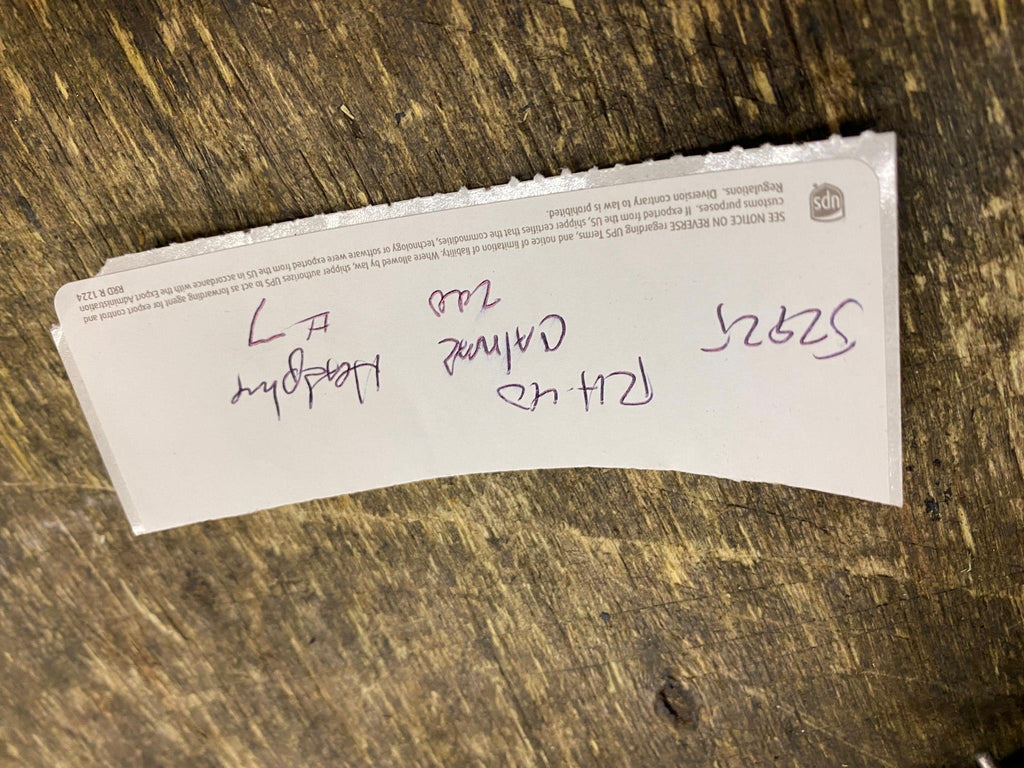 ups
SEE NOTICE ON REVERSE regarding UPS Terms, and notice of limitation of liability. Where allowed by law, shipper authorizes UPS to act as forwarding agent for export control and
customs purposes. If exported from the US, shipper certifies that the commodities, technology or software were exported from the US in accordance with the Export Administration
Regulations. Diversion contrary to law is prohibited.
RRD R 1224
52925
RH-40
Headphne